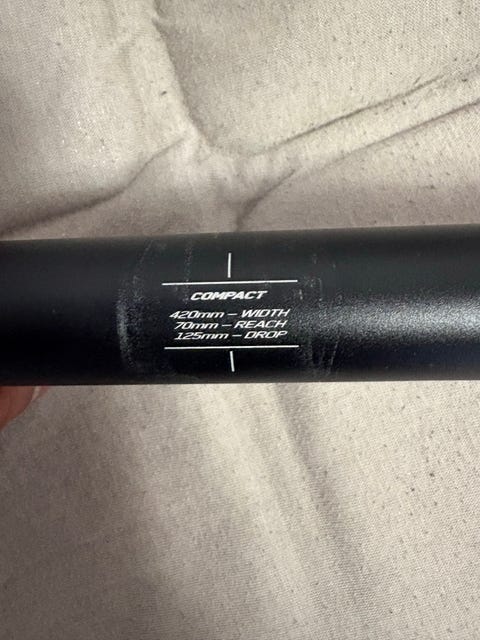 COMPACT
420mm – WIDTH
70mm – REACH
125mm – DROP